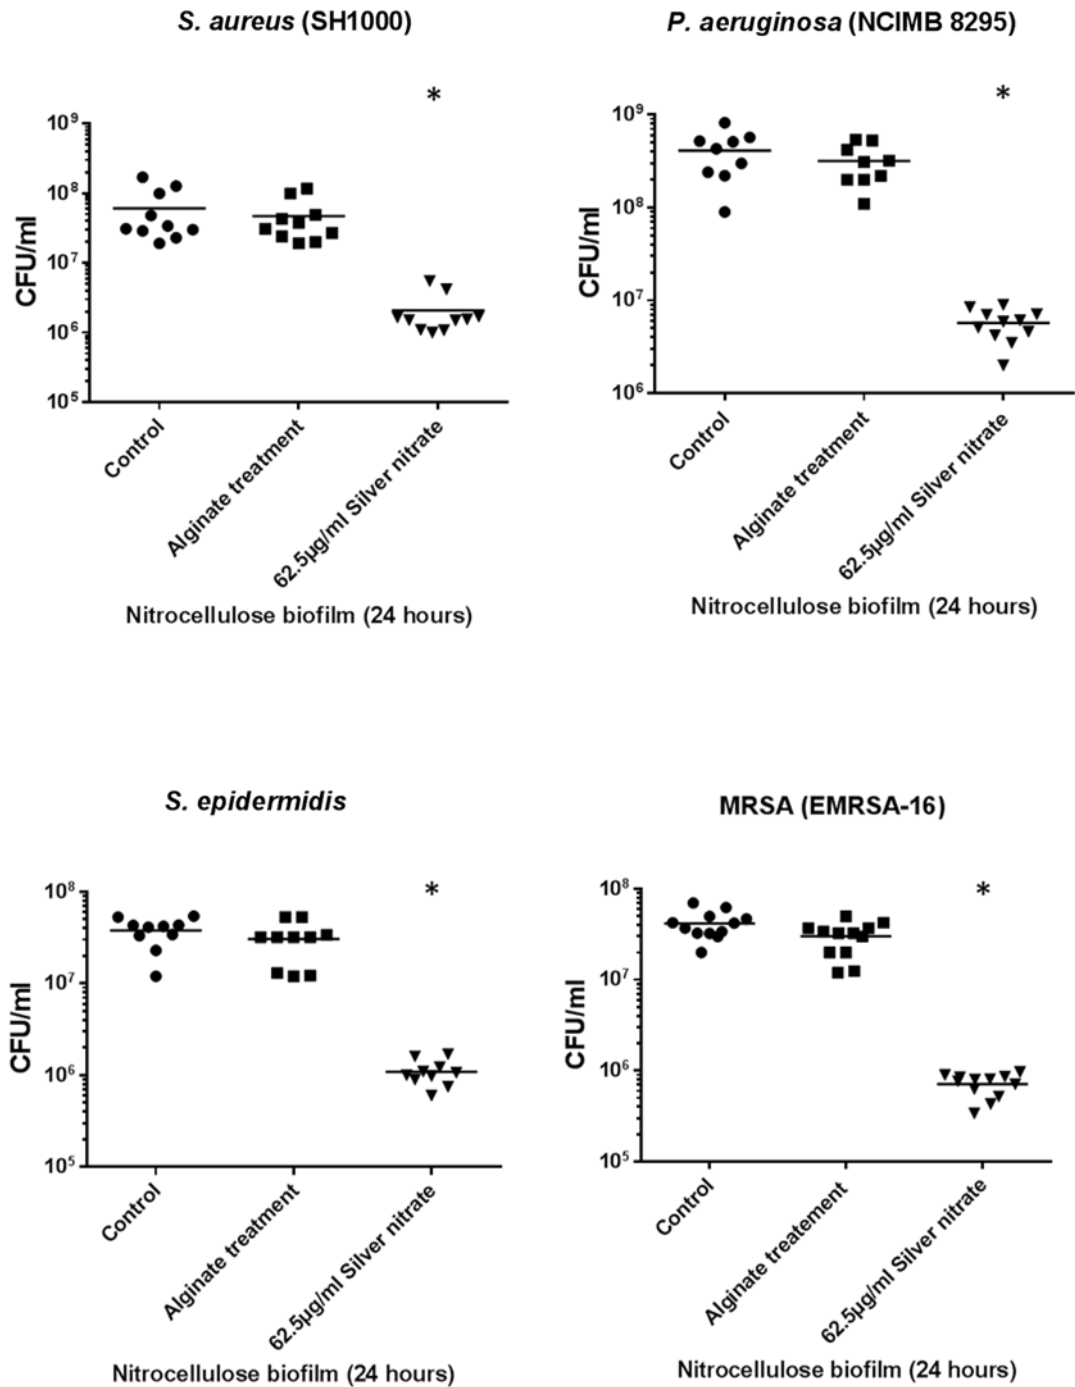 S. aureus (SH1000)
*
10⁹
10⁸
10⁷
10⁶
10⁵
CFU/ml
Control
Alginate treatment
62.5µg/ml Silver nitrate
Nitrocellulose biofilm (24 hours)
P. aeruginosa (NCIMB 8295)
*
10⁹
10⁸
10⁷
10⁶
CFU/ml
Control
Alginate treatment
62.5µg/ml Silver nitrate
Nitrocellulose biofilm (24 hours)
S. epidermidis
*
10⁸
10⁷
10⁶
10⁵
CFU/ml
Control
Alginate treatment
62.5µg/ml Silver nitrate
Nitrocellulose biofilm (24 hours)
MRSA (EMRSA-16)
*
10⁸
10⁷
10⁶
10⁵
CFU/ml
Control
Alginate treatement
62.5µg/ml Silver nitrate
Nitrocellulose biofilm (24 hours)